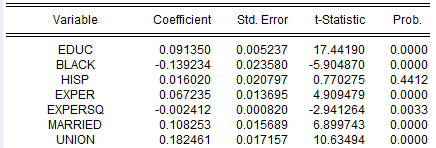 Variable Coefficient Std. Error t-Statistic Prob.
EDUC 0.091350 0.005237 17.44190 0.0000
BLACK -0.139234 0.023580 -5.904870 0.0000
HISP 0.016020 0.020797 0.770275 0.4412
EXPER 0.067235 0.013695 4.909479 0.0000
EXPERSQ -0.002412 0.000820 -2.941264 0.0033
MARRIED 0.108253 0.015689 6.899743 0.0000
UNION 0.182461 0.017157 10.63494 0.0000